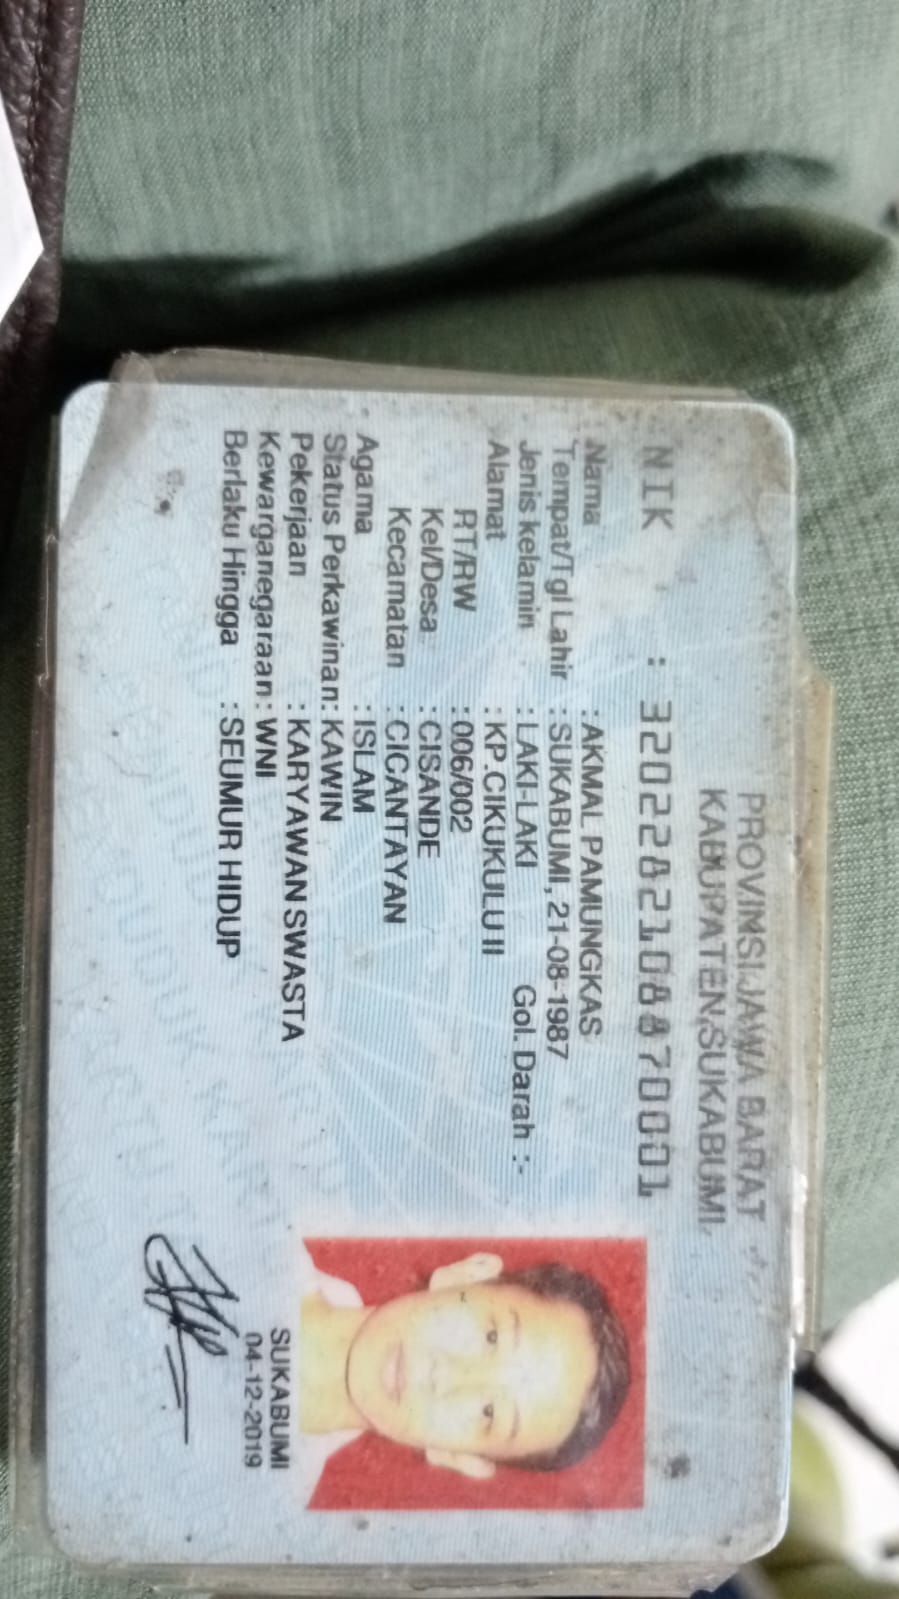 PROVINSI JAWA BARAT
KABUPATEN SUKABUMI
NIK : 3202282108870001
Nama : AKMAL PAMUNGKAS
Tempat/Tgl Lahir : SUKABUMI, 21-08-1987
Jenis kelamin : LAKI-LAKI Gol. Darah :-
Alamat : KP.CIKUKULU II
RT/RW : 006/002
Kel/Desa : CISANDE
Kecamatan : CICANTAYAN
Agama : ISLAM
Status Perkawinan: KAWIN
Pekerjaan : KARYAWAN SWASTA
Kewarganegaraan: WNI
Berlaku Hingga : SEUMUR HIDUP
SUKABUMI
04-12-2019